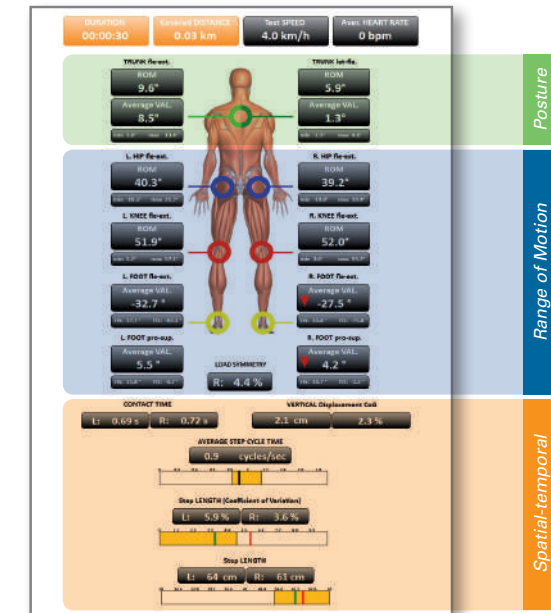 DURATION
00:00:30
Covered DISTANCE
0.03 km
Test SPEED
4.0 km/h
Aver. HEART RATE
0 bpm
TRUNK fle-ext.
ROM
9.6°
Average VAL.
8.5°
TRUNK lat-fle.
ROM
5.9°
Average VAL.
1.3°
Posture
L. HIP fle-ext.
ROM
40.3°
R. HIP fle-ext.
ROM
39.2°
L. KNEE fle-ext.
ROM
51.9°
R. KNEE fle-ext.
ROM
52.0°
L. FOOT fle-ext.
Average VAL.
-32.7 °
R. FOOT fle-ext.
Average VAL.
-27.5 °
L. FOOT pro-sup.
Average VAL.
5.5 °
R. FOOT pro-sup.
Average VAL.
4.2 °
LOAD SYMMETRY
R: 4.4 %
Range of Motion
CONTACT TIME
L: 0.69 s R: 0.72 s
VERTICAL Displacement CoG
2.1 cm 2.3 %
AVERAGE STEP CYCLE TIME
0.9 cycles/sec
Step LENGTH (Coefficient of Variation)
L: 5.9 % R: 3.6 %
Step LENGTH
L: 64 cm R: 61 cm
Spatial-temporal